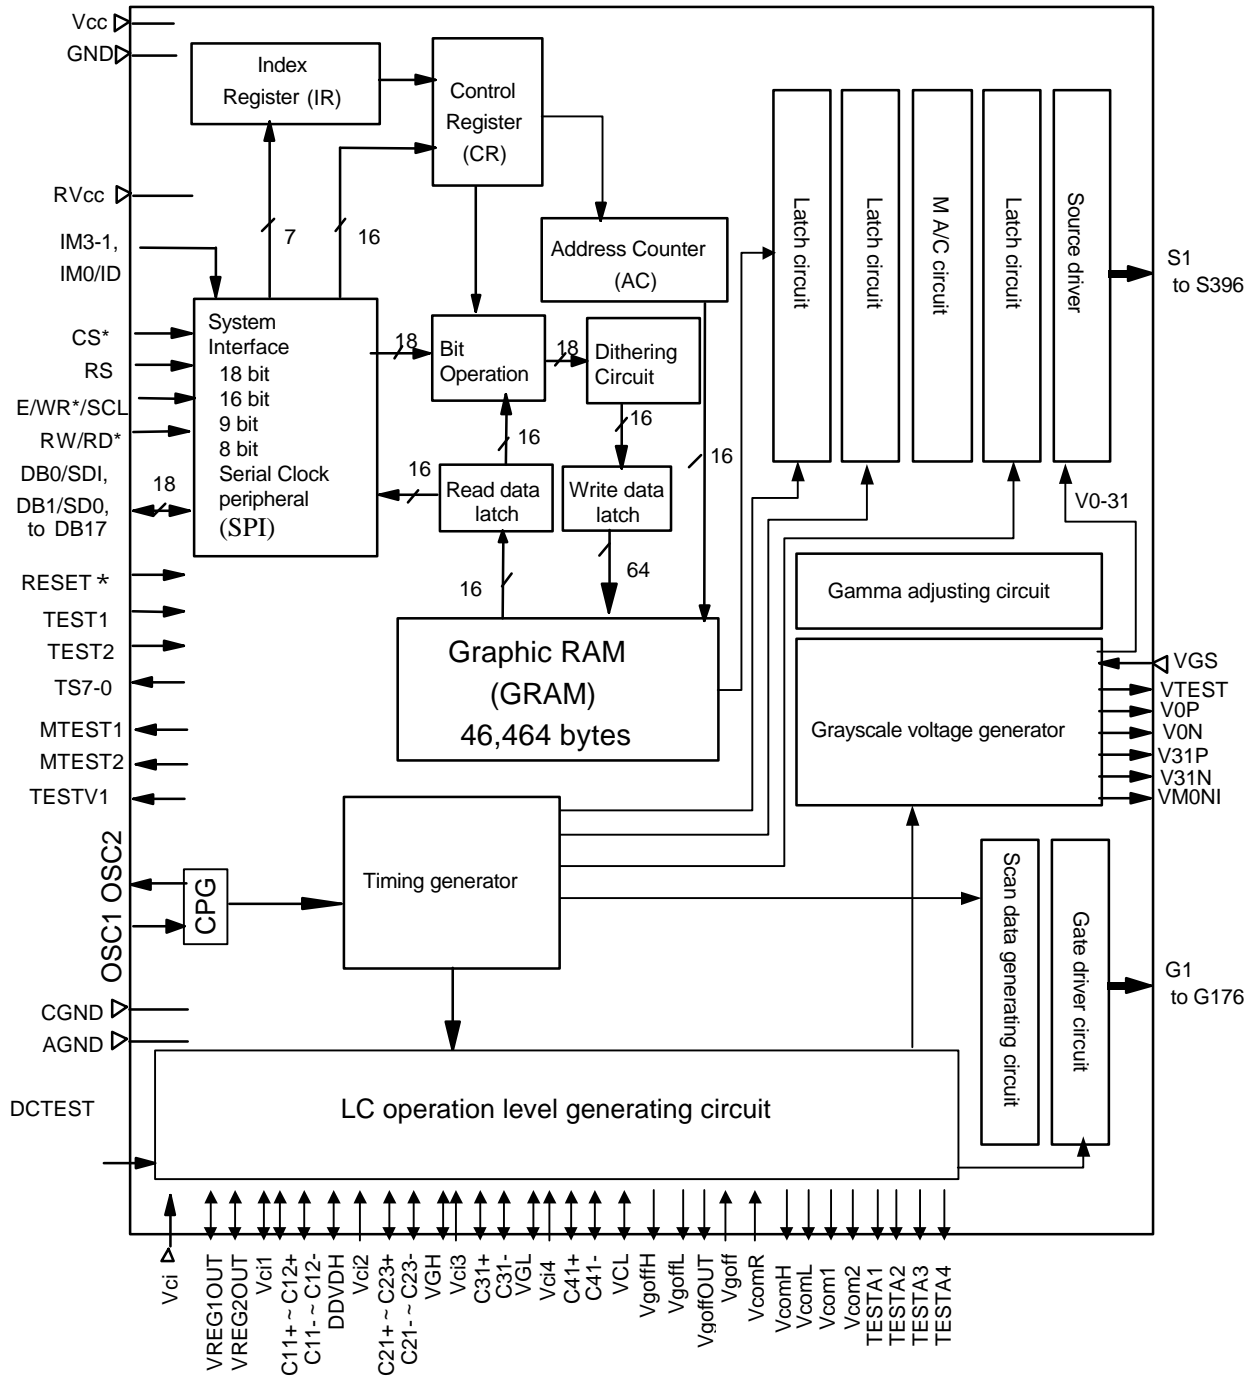 Vcc
GND
RVcc
IM3-1,
IM0/ID
CS*
RS
E/WR*/SCL
RW/RD*
DB0/SDI,
DB1/SD0,
to DB17
18
RESET *
TEST1
TEST2
TS7-0
MTEST1
MTEST2
TESTV1
OSC1 OSC2
CGND
AGND
DCTEST
Index
Register (IR)
Control
Register
(CR)
7
16
Address Counter
(AC)
System
Interface
18 bit
16 bit
9 bit
8 bit
Serial Clock
peripheral
(SPI)
18
Bit
Operation
18
Dithering
Circuit
16
16
16
16
Read data
latch
Write data
latch
16
64
Graphic RAM
(GRAM)
46,464 bytes
CPG
Timing generator
LC operation level generating circuit
Latch circuit
Latch circuit
M A/C circuit
Latch circuit
Source driver
S1
to S396
V0-31
Gamma adjusting circuit
Grayscale voltage generator
VGS
VTEST
V0P
V0N
V31P
V31N
VM0NI
Scan data generating circuit
Gate driver circuit
G1
to G176
Vci
VREG1OUT
VREG2OUT
Vci1
C11+ ~ C12+
C11- ~ C12-
DDVDH
Vci2
C21+ ~ C23+
C21- ~ C23-
VGH
Vci3
C31+
C31-
VGL
Vci4
C41+
C41-
VCL
VgoffH
VgoffL
VgoffOUT
Vgoff
VcomR
VcomH
VcomL
Vcom1
Vcom2
TESTA1
TESTA2
TESTA3
TESTA4